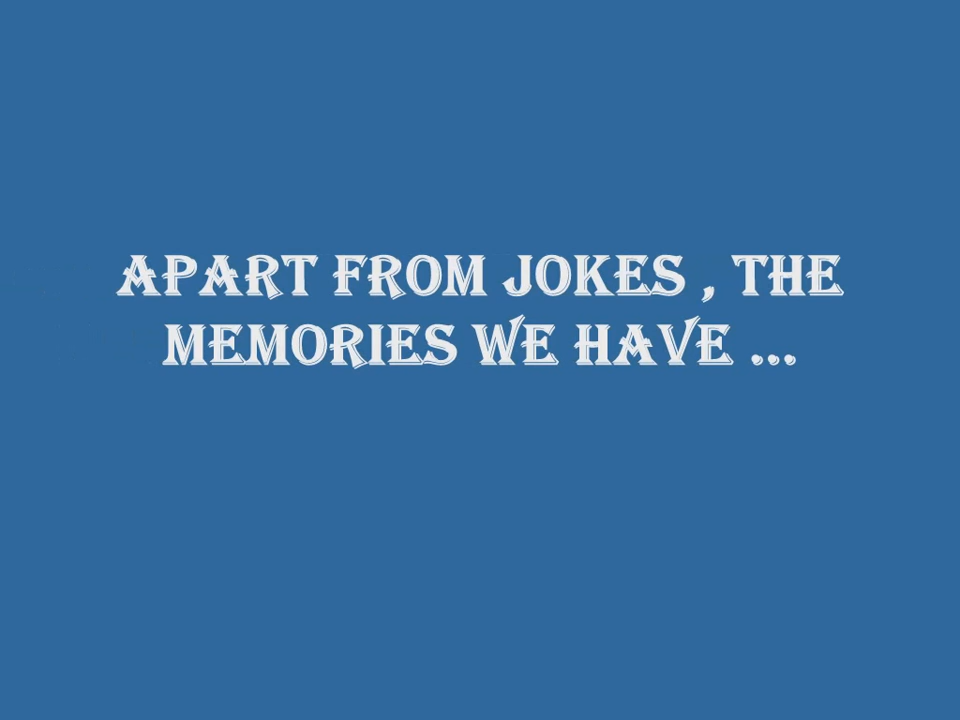 APART FROM JOKES , THE
MEMORIES WE HAVE ...